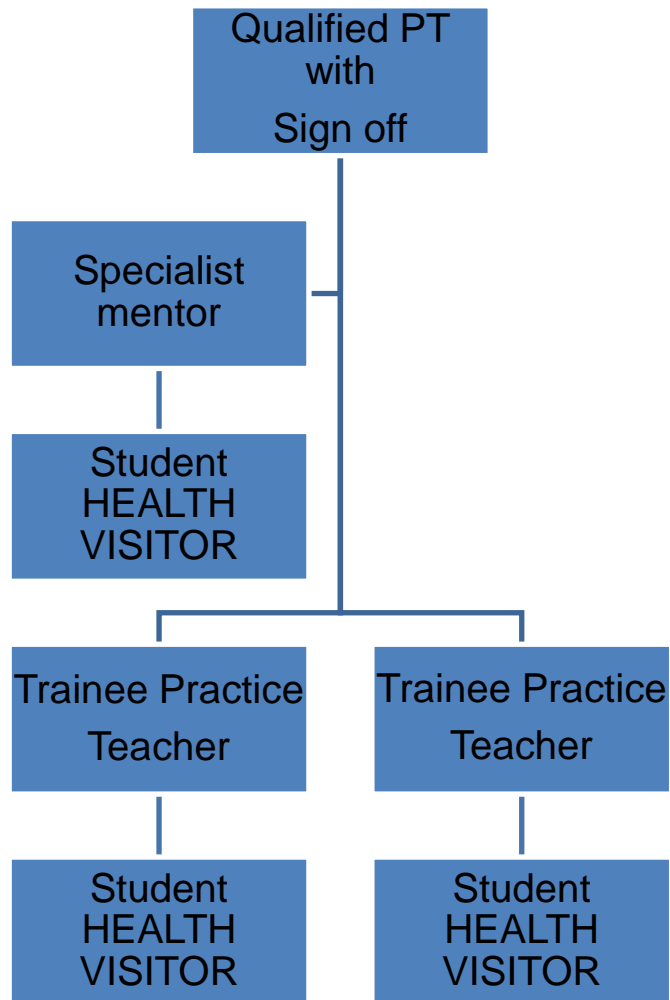 Qualified PT
with
Sign off
Specialist
mentor
Student
HEALTH
VISITOR
Trainee Practice
Teacher
Trainee Practice
Teacher
Student
HEALTH
VISITOR
Student
HEALTH
VISITOR